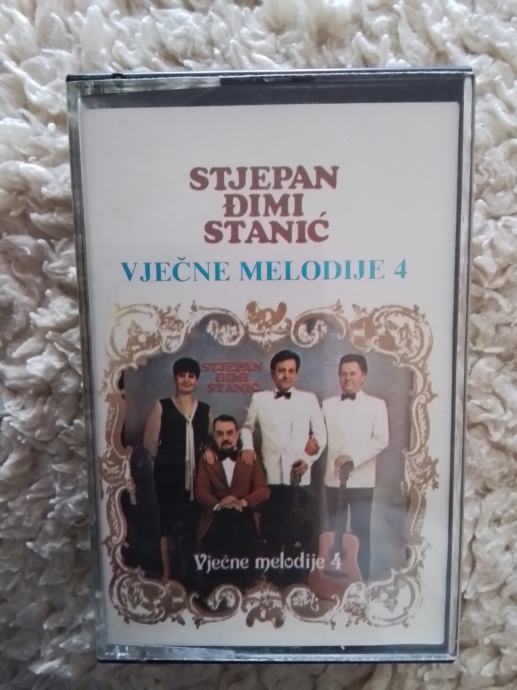 STJEPAN
ĐIMI
STANIĆ
VJEČNE MELODIJE 4
STJEPAN
ĐIMI
STANIĆ
Vječne melodije 4